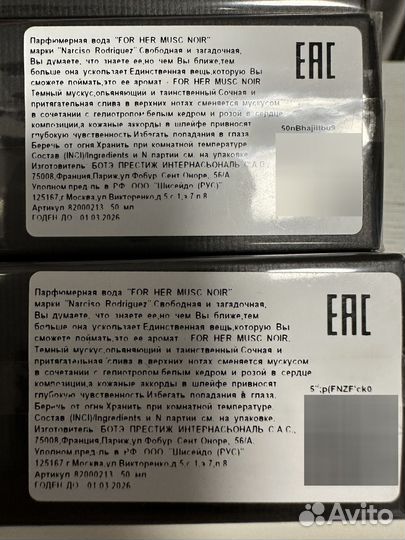 Парфюмерная вода "FOR HER MUSC NOIR"
марки "Narciso Rodriguez" Свободная и загадочная,
Вы думаете, что знаете ее,но чем Вы ближе,тем
больше она ускользает.Единственная вещь,которую Вы
сможете поймать,это ее аромат - FOR HER MUSC NOIR
Темный мускус,опьяняющий и таинственный Сочная и
притягательная слива в верхних нотах сменяется мускусом
в сочетании с гелиотропом белым кедром и розой в сердце
композиции,а кожаные аккорды в шлейфе привносят
глубокую чувственность Избегать попадания в глаза
Беречь от огня Хранить при комнатной температуре.
Состав (INCI)/Ingredients и N партии см. на упаковке.
Изготовитель БОТЭ ПРЕСТИЖ ИНТЕРНАСЬОНАЛЬ С.А.С.,
75008,Франция,Париж,ул Фобур Сент Оноре, 56/А.
Уполном.пред-ль в РФ ООО "Шисейдо (РУС)"
125167,г Москва,ул Викторенко,д 5,с 1,э 7,п 8
Артикул 82000213 50 мл
ГОДЕН ДО 01 03 2026
EAC
50nBhajiIbu9
Парфюмерная вода "FOR HER MUSC NOIR"
марки "Narciso Rodriguez" Свободная и загадочная,
Вы думаете, что знаете ее,но чем Вы ближе,тем
больше она ускользает Единственная вещь,которую Вы
сможете поймать,это ее аромат - FOR HER MUSC NOIR.
Темный мускус,опьяняющий и таинственный Сочная и
притягательная слива в верхних нотах сменяется мускусом
в сочетании с гелиотропом белым кедром и розой в сердце
композиции,а кожаные аккорды в шлейфе привносят
глубокую чувственность Избегать попадания в глаза.
Беречь от огня Хранить при комнатной температуре.
Состав (INCI)/Ingredients и N партии см на упаковке.
Изготовитель БОТЭ ПРЕСТИЖ ИНТЕРНАСЬОНАЛЬ С.А.С.,
75008,Франция,Париж,ул Фобур Сент Оноре, 56/А.
Уполном.пред-ль в РФ ООО "Шисейдо (РУС)"
125167 г Москва,ул Викторенко,д 5,с 1,э 7,п 8
Артикул 82000213 50 мл
ГОДЕН ДО 01 03 2026
EAC
5";p(FNZF'ck0
Avito